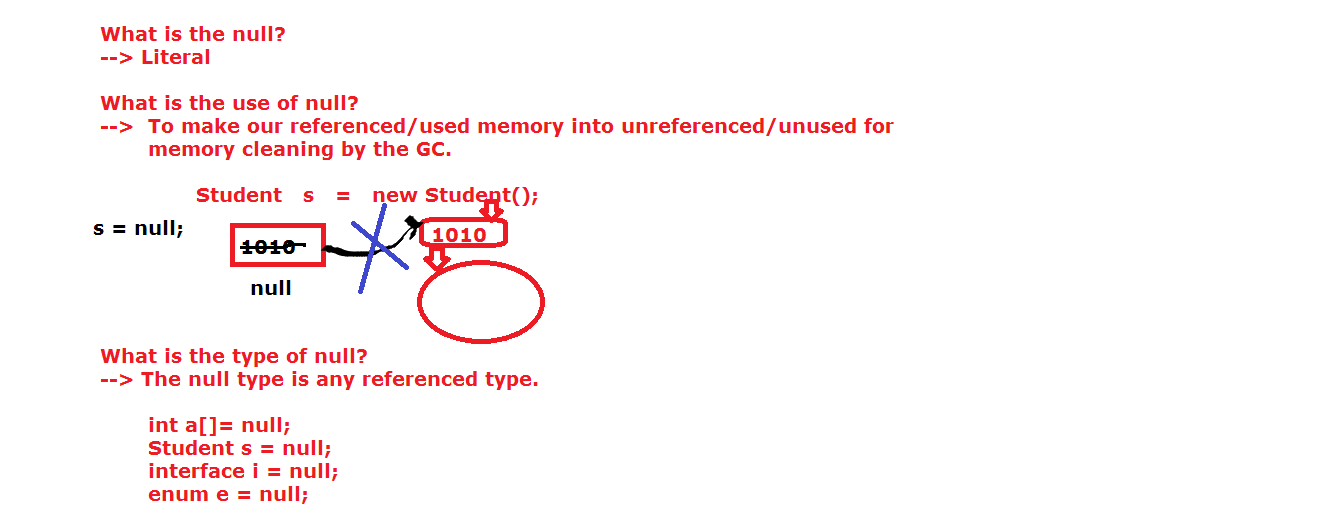 What is the null?
--> Literal
What is the use of null?
--> To make our referenced/used memory into unreferenced/unused for
memory cleaning by the GC.
Student s = new Student();
s = null;
1010
1010
null
What is the type of null?
--> The null type is any referenced type.
int a[]= null;
Student s = null;
interface i = null;
enum e = null;